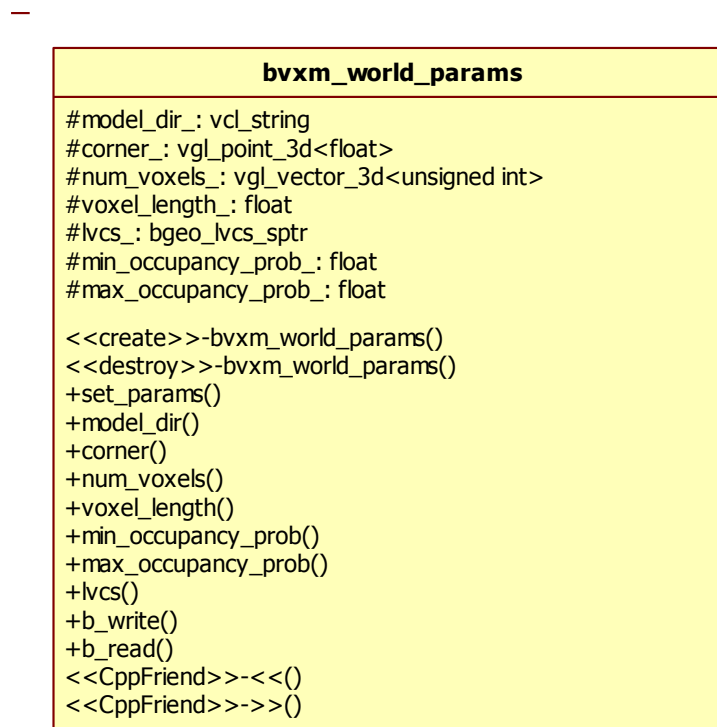 bvxm_world_params
#model_dir_: vcl_string
#corner_: vgl_point_3d<float>
#num_voxels_: vgl_vector_3d<unsigned int>
#voxel_length_: float
#lvcs_: bgeo_lvcs_sptr
#min_occupancy_prob_: float
#max_occupancy_prob_: float
<<create>>-bvxm_world_params()
<<destroy>>-bvxm_world_params()
+set_params()
+model_dir()
+corner()
+num_voxels()
+voxel_length()
+min_occupancy_prob()
+max_occupancy_prob()
+lvcs()
+b_write()
+b_read()
<<CppFriend>>-<<()
<<CppFriend>>->>()